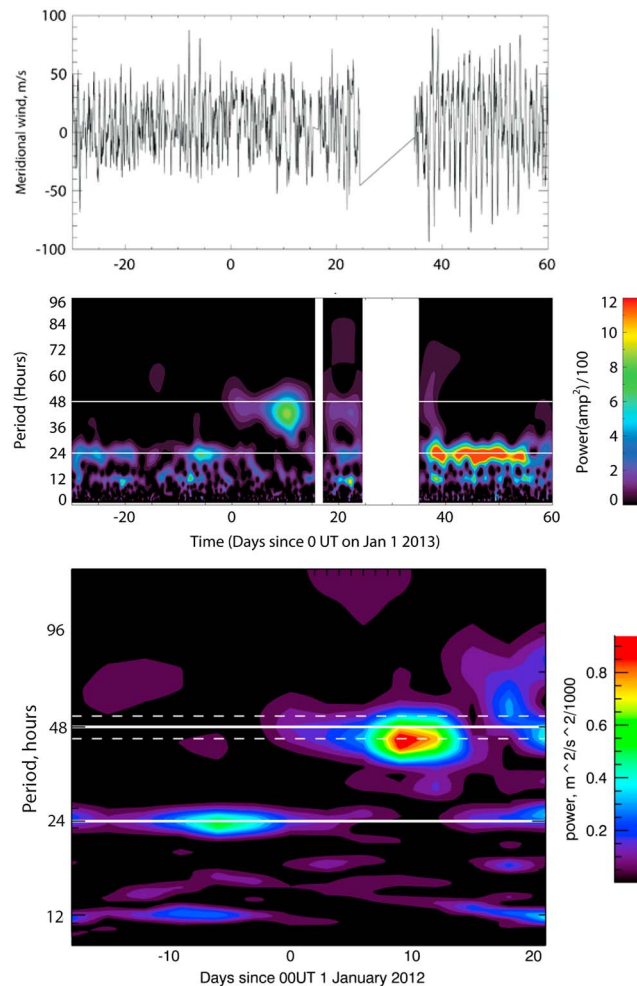 100
50
0
-50
-100
Meridional wind, m/s
-20 0 20 40 60
96
84
72
60
48
36
24
12
0
Period (Hours)
-20 0 20 40 60
Time (Days since 0 UT on Jan 1 2013)
12
10
8
6
4
2
0
Power(amp²)/100
96
48
24
12
Period, hours
-10 0 10 20
Days since 00UT 1 January 2012
0.8
0.6
0.4
0.2
power, m^2/s^2/1000